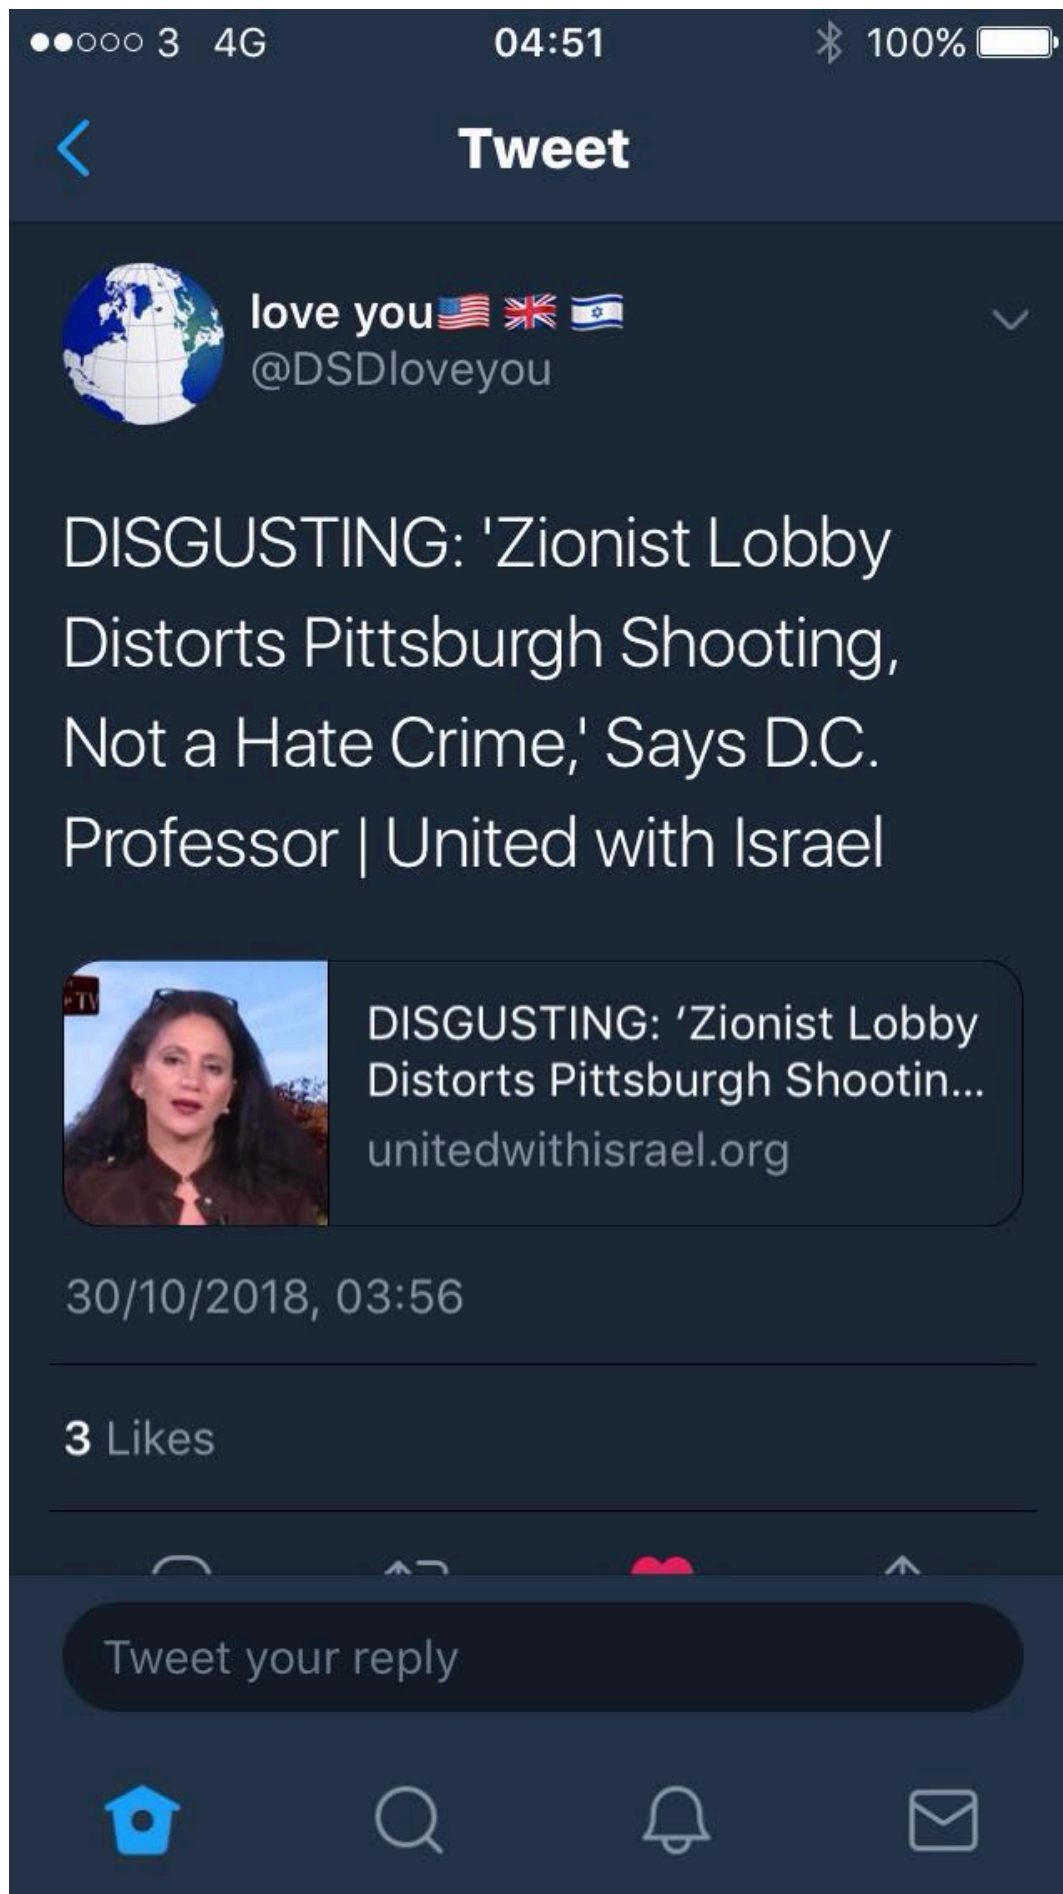 3 4G 04:51 100%
Tweet
love you🇺🇸 🇬🇧 🇮🇱
@DSDloveyou
DISGUSTING: 'Zionist Lobby
Distorts Pittsburgh Shooting,
Not a Hate Crime,' Says D.C.
Professor | United with Israel
TV
DISGUSTING: ‘Zionist Lobby
Distorts Pittsburgh Shootin...
unitedwithisrael.org
30/10/2018, 03:56
3 Likes
Tweet your reply